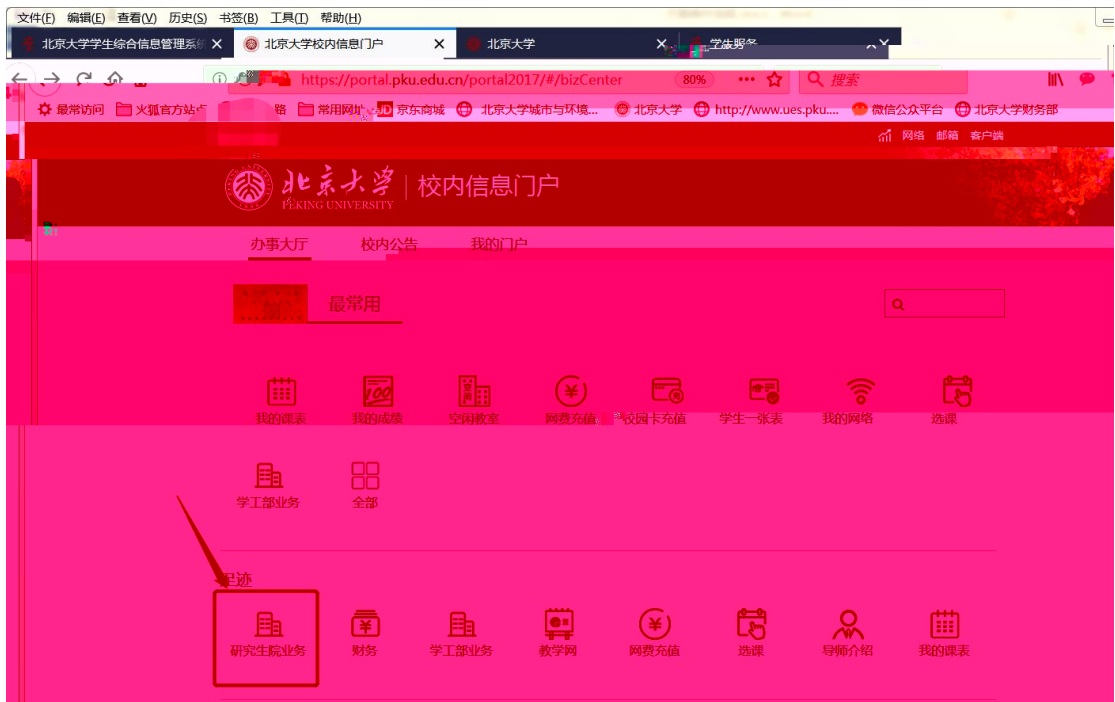 文件(F) 编辑(E) 查看(V) 历史(S) 书签(B) 工具(T) 帮助(H)
北京大学学生综合信息管理系统 北京大学校内信息门户 北京大学
https://portal.pku.edu.cn/portal2017/#/bizCenter 80% 搜索
最常访问 火狐官方站点 常用网址 JD 京东商城 北京大学城市与环境... 北京大学 http://www.ues.pku.... 微信公众平台 北京大学财务部
网络 邮箱 客户端
北京大学 校内信息门户
PEKING UNIVERSITY
办事大厅 校内公告 我的门户
最常用
我的课表 我的成绩 空闲教室 网费充值 校园卡充值 学生一张表 我的网络 选课
学工部业务 全部
足迹
研究生院业务 财务 学工部业务 教学网 网费充值 选课 导师介绍 我的课表